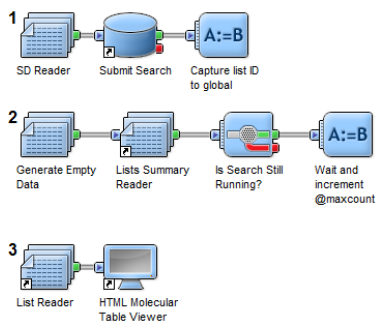 1
A:=B
SD Reader
Submit Search
Capture list ID
to global
2
A:=B
Generate Empty
Data
Lists Summary
Reader
Is Search Still
Running?
Wait and
increment
@maxcount
3
List Reader
HTML Molecular
Table Viewer